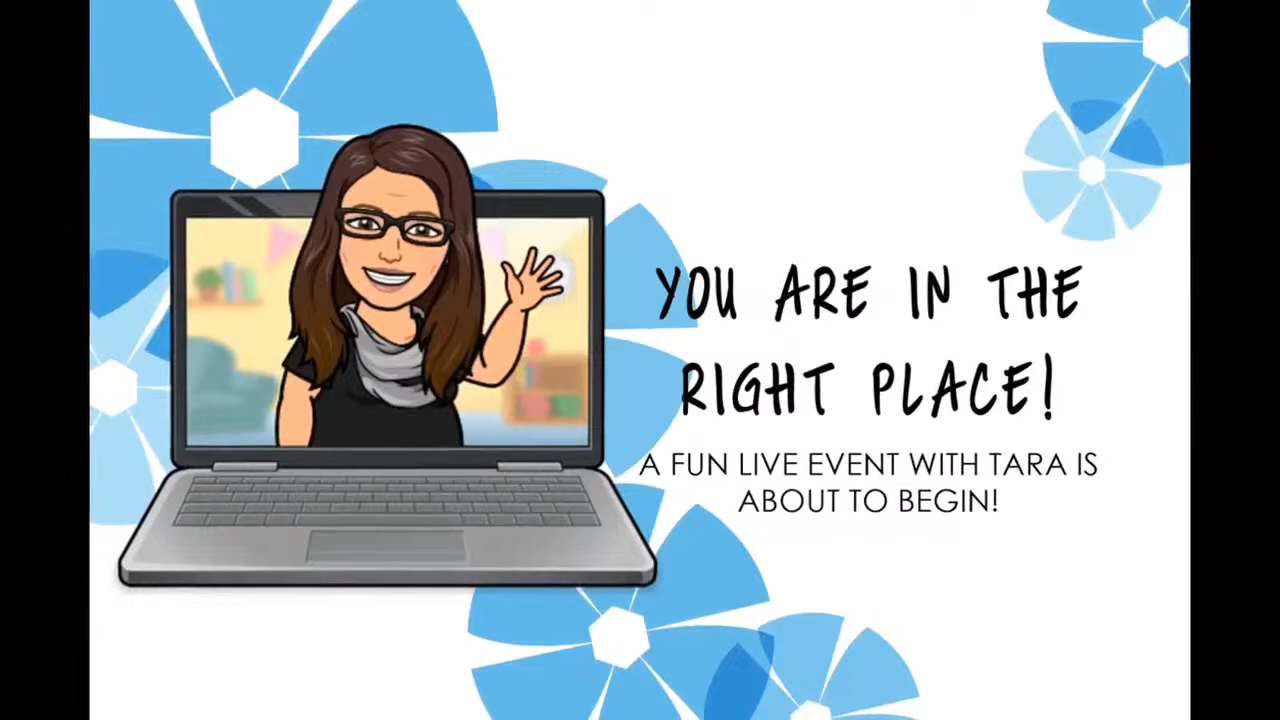 YOU ARE IN THE
RIGHT PLACE!
A FUN LIVE EVENT WITH TARA IS
ABOUT TO BEGIN!